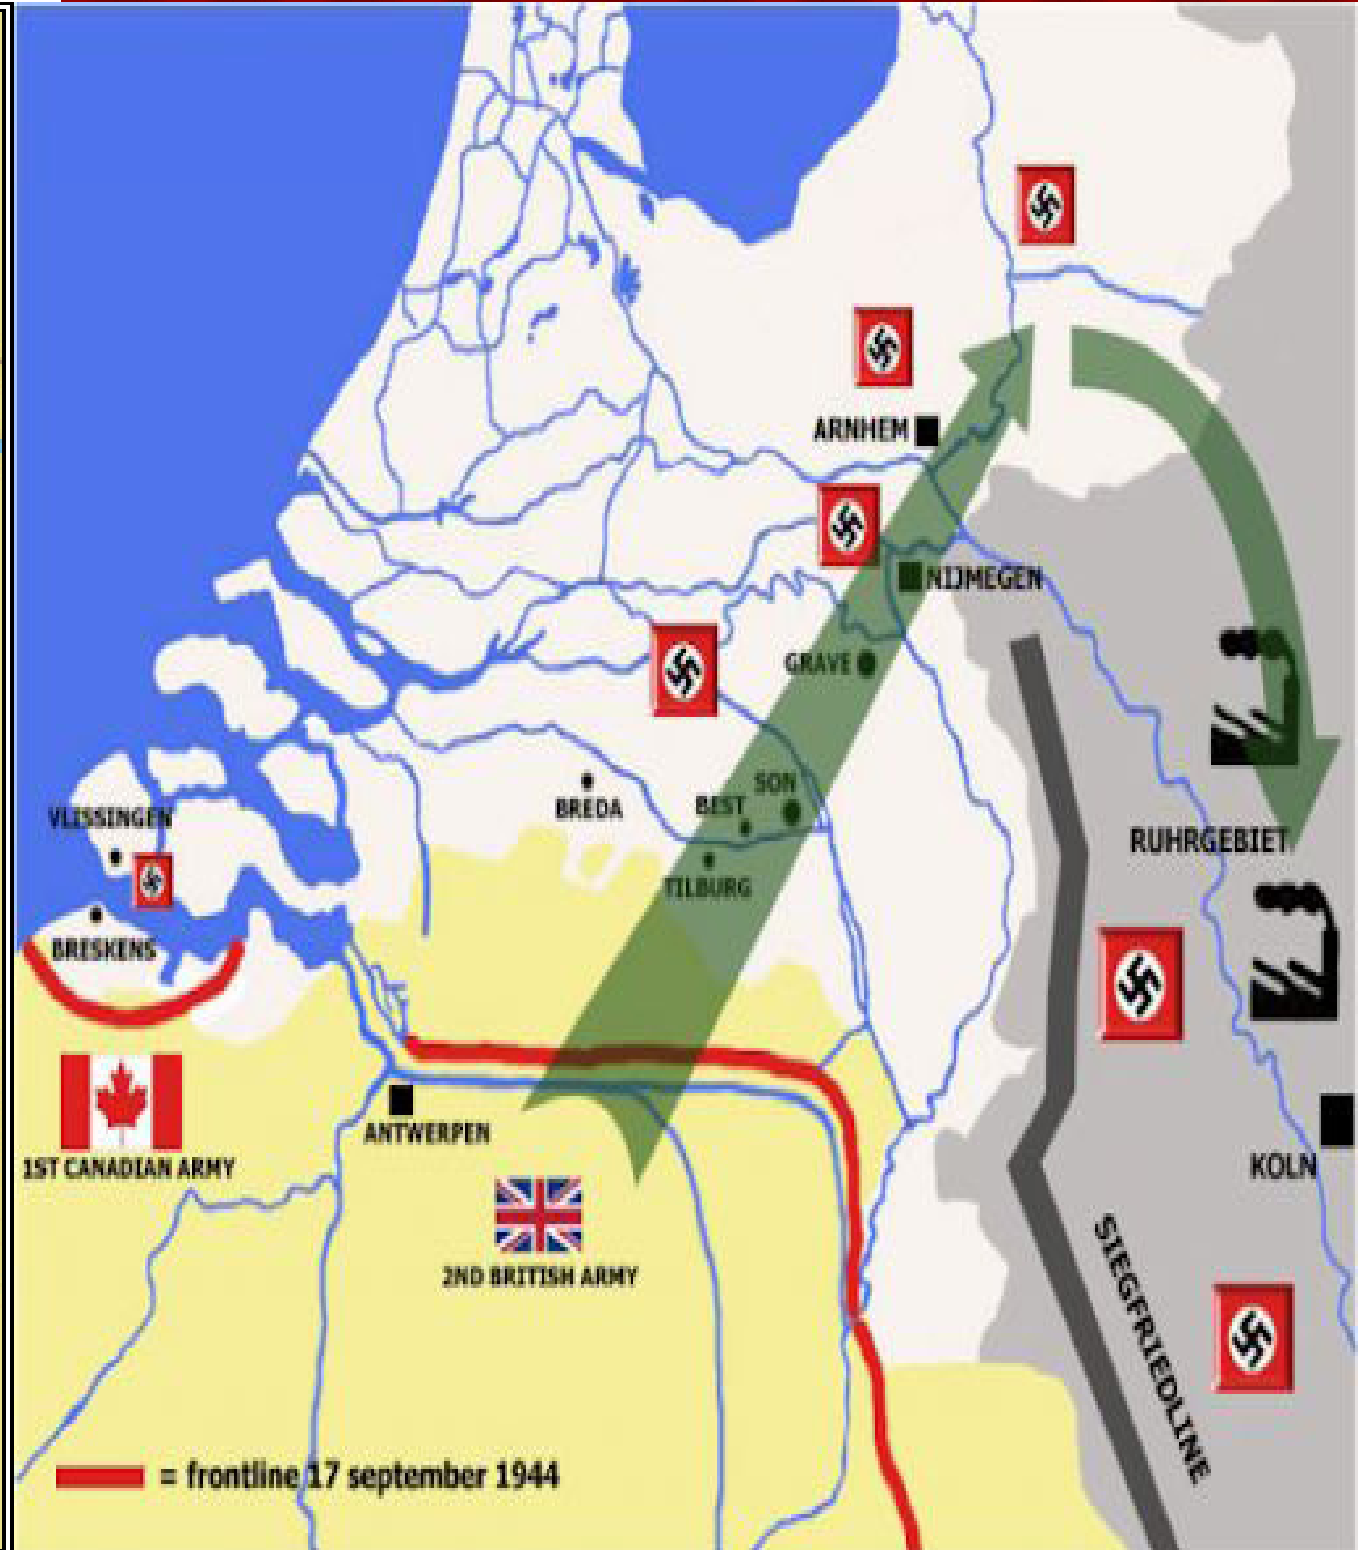 ARNHEM
NIJMEGEN
GRAVE
SON
BEST
BREDA
TILBURG
VLISSINGEN
BRESKENS
RUHRGEBIET
1ST CANADIAN ARMY
ANTWERPEN
2ND BRITISH ARMY
KOLN
SIEGFRIEDLINE
= frontline 17 september 1944